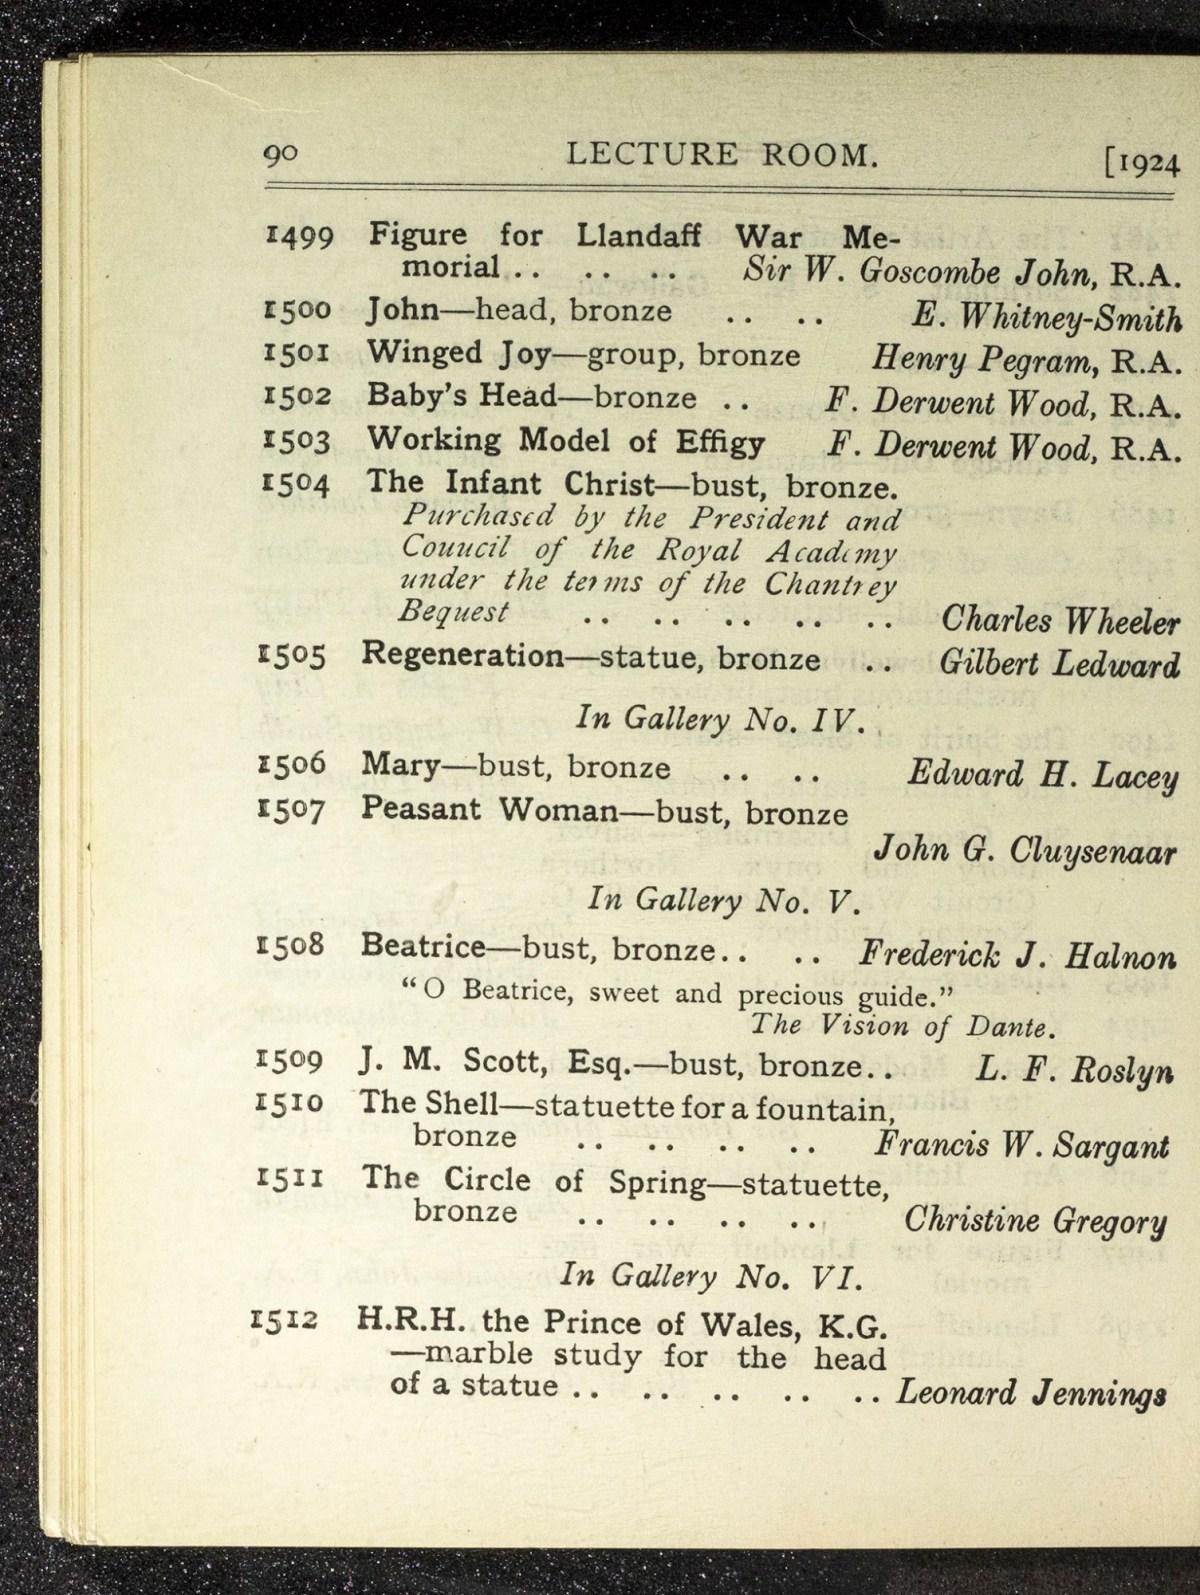 90 LECTURE ROOM. [1924
1499 Figure for Llandaff War Me-
morial .. .. .. Sir W. Goscombe John, R.A.
1500 John—head, bronze .. .. E. Whitney-Smith
1501 Winged Joy—group, bronze Henry Pegram, R.A.
1502 Baby's Head—bronze .. F. Derwent Wood, R.A.
1503 Working Model of Effigy F. Derwent Wood, R.A.
1504 The Infant Christ—bust, bronze.
Purchased by the President and
Council of the Royal Academy
under the terms of the Chantrey
Bequest .. .. .. .. .. Charles Wheeler
1505 Regeneration—statue, bronze .. Gilbert Ledward
In Gallery No. IV.
1506 Mary—bust, bronze .. .. Edward H. Lacey
1507 Peasant Woman—bust, bronze
John G. Cluysenaar
In Gallery No. V.
1508 Beatrice—bust, bronze.. .. Frederick J. Halnon
"O Beatrice, sweet and precious guide."
The Vision of Dante.
1509 J. M. Scott, Esq.—bust, bronze.. L. F. Roslyn
1510 The Shell—statuette for a fountain,
bronze .. .. .. .. Francis W. Sargant
1511 The Circle of Spring—statuette,
bronze .. .. .. .. Christine Gregory
In Gallery No. VI.
1512 H.R.H. the Prince of Wales, K.G.
—marble study for the head
of a statue .. .. .. .. .. Leonard Jennings